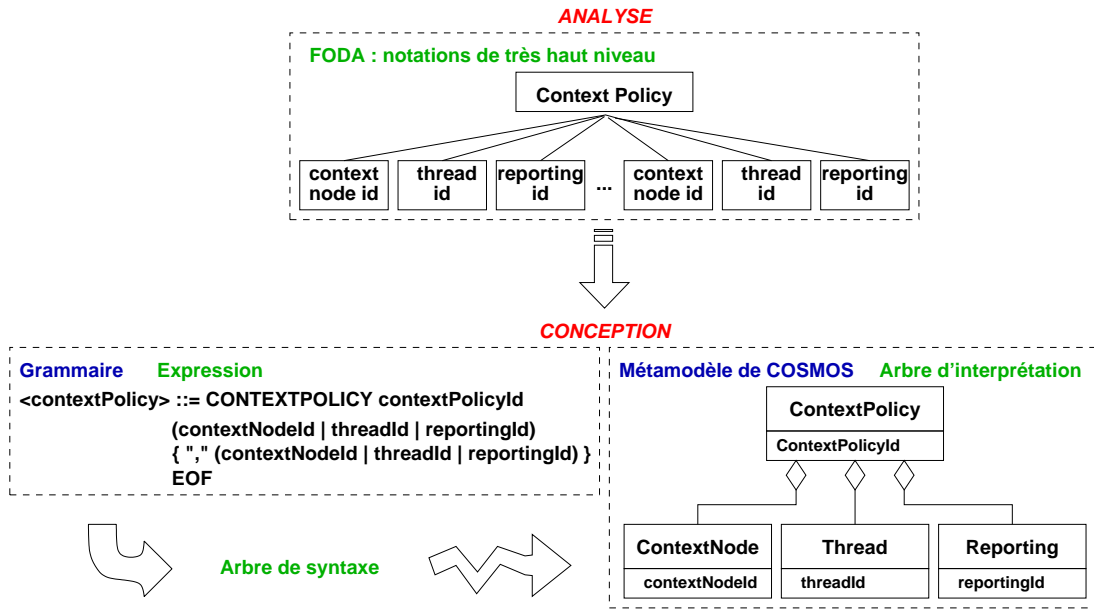 ANALYSE
FODA : notations de très haut niveau
Context Policy
context node id
thread id
reporting id
...
context node id
thread id
reporting id
CONCEPTION
Grammaire Expression
<contextPolicy> ::= CONTEXTPOLICY contextPolicyId
(contextNodeId | threadId | reportingId)
{ "," (contextNodeId | threadId | reportingId) }
EOF
Arbre de syntaxe
Métamodèle de COSMOS Arbre d'interprétation
ContextPolicy
ContextPolicyId
ContextNode
contextNodeId
Thread
threadId
Reporting
reportingId